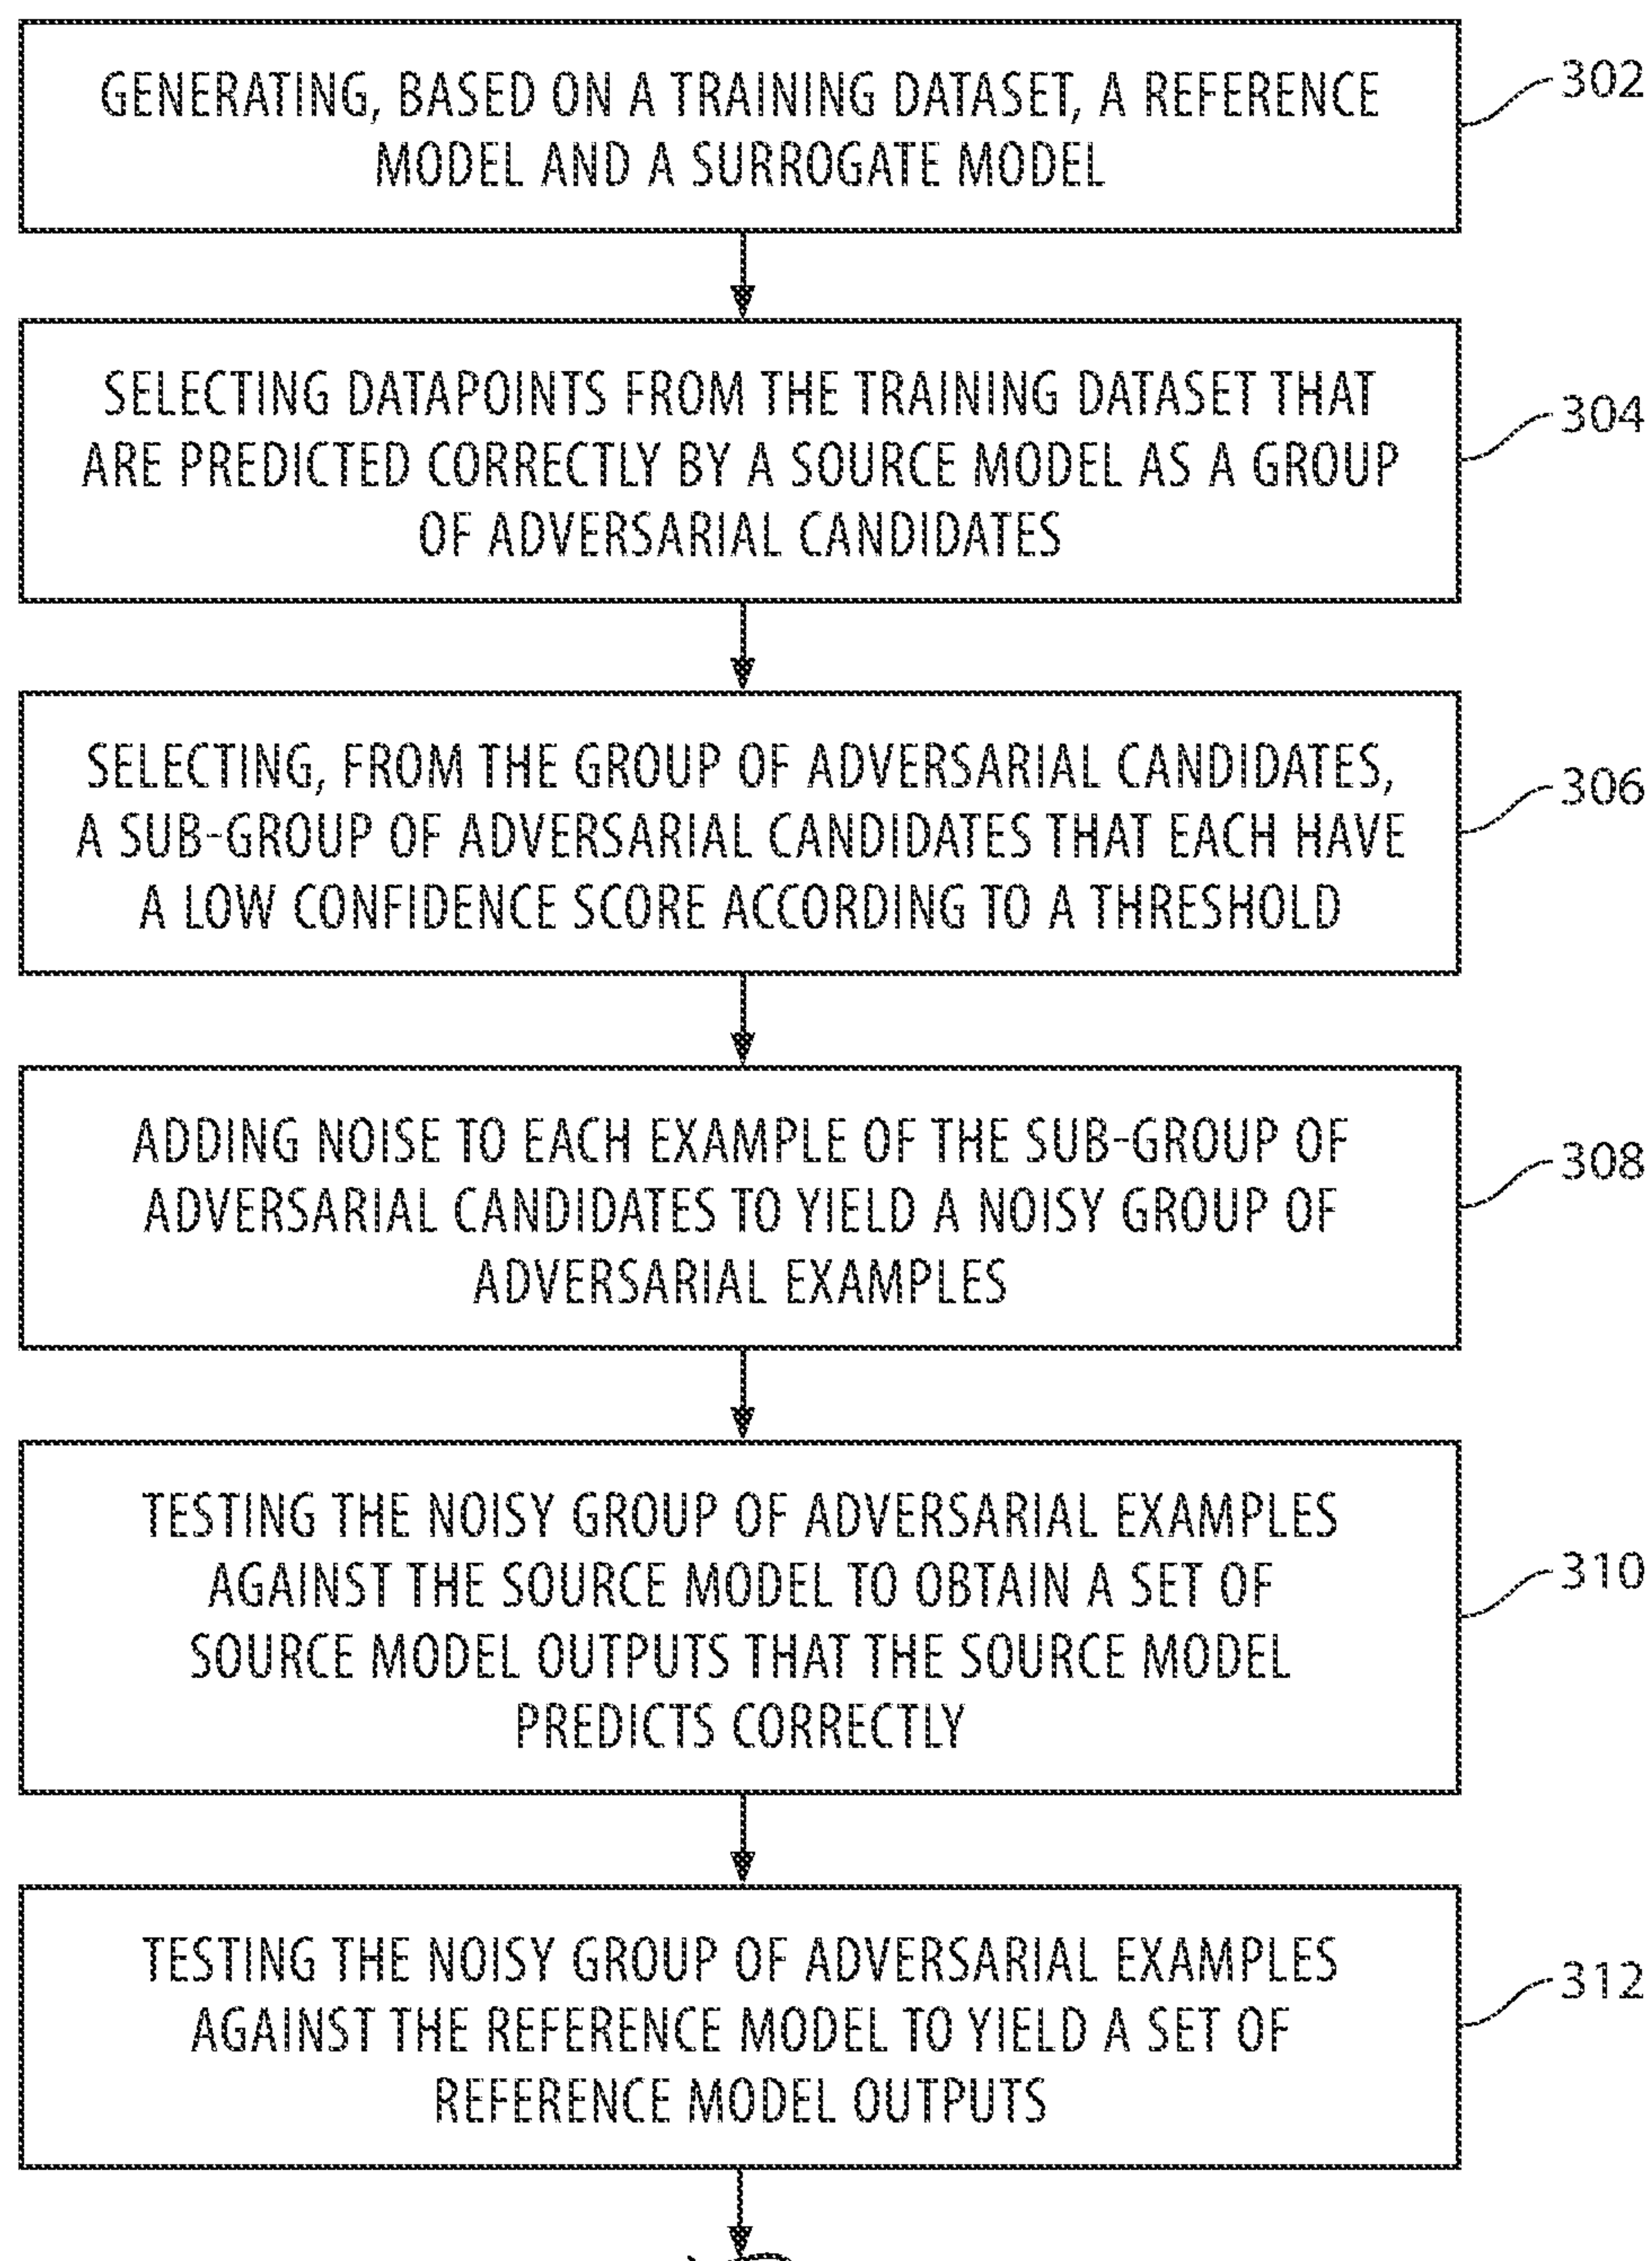 GENERATING, BASED ON A TRAINING DATASET, A REFERENCE
MODEL AND A SURROGATE MODEL
302
SELECTING DATAPOINTS FROM THE TRAINING DATASET THAT
ARE PREDICTED CORRECTLY BY A SOURCE MODEL AS A GROUP
OF ADVERSARIAL CANDIDATES
304
SELECTING, FROM THE GROUP OF ADVERSARIAL CANDIDATES,
A SUB-GROUP OF ADVERSARIAL CANDIDATES THAT EACH HAVE
A LOW CONFIDENCE SCORE ACCORDING TO A THRESHOLD
306
ADDING NOISE TO EACH EXAMPLE OF THE SUB-GROUP OF
ADVERSARIAL CANDIDATES TO YIELD A NOISY GROUP OF
ADVERSARIAL EXAMPLES
308
TESTING THE NOISY GROUP OF ADVERSARIAL EXAMPLES
AGAINST THE SOURCE MODEL TO OBTAIN A SET OF
SOURCE MODEL OUTPUTS THAT THE SOURCE MODEL
PREDICTS CORRECTLY
310
TESTING THE NOISY GROUP OF ADVERSARIAL EXAMPLES
AGAINST THE REFERENCE MODEL TO YIELD A SET OF
REFERENCE MODEL OUTPUTS
312